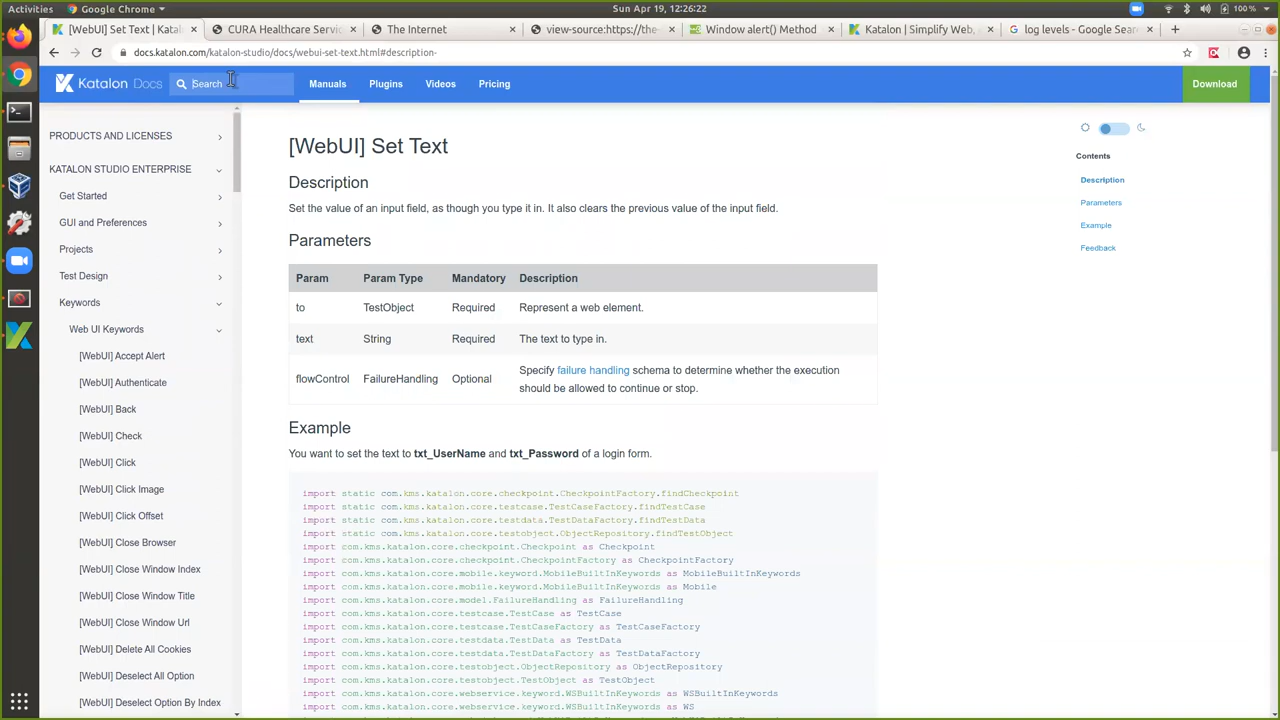 Activities
Google Chrome
Sun Apr 19, 12:26:22
100 %
[WebUI] Set Text | Katal
CURA Healthcare Servic
The Internet
view-source:https://the-
Window alert() Method
Katalon | Simplify Web,
log levels - Google Sear
docs.katalon.com/katalon-studio/docs/webui-set-text.html#description-
Katalon Docs
Search
Manuals
Plugins
Videos
Pricing
Download
PRODUCTS AND LICENSES
KATALON STUDIO ENTERPRISE
Get Started
GUI and Preferences
Projects
Test Design
Keywords
Web UI Keywords
[WebUI] Accept Alert
[WebUI] Authenticate
[WebUI] Back
[WebUI] Check
[WebUI] Click
[WebUI] Click Image
[WebUI] Click Offset
[WebUI] Close Browser
[WebUI] Close Window Index
[WebUI] Close Window Title
[WebUI] Close Window Url
[WebUI] Delete All Cookies
[WebUI] Deselect All Option
[WebUI] Deselect Option By Index
[WebUI] Set Text
Description
Set the value of an input field, as though you type it in. It also clears the previous value of the input field.
Parameters
Param Param Type Mandatory Description
to TestObject Required Represent a web element.
text String Required The text to type in.
flowControl FailureHandling Optional Specify failure handling schema to determine whether the execution
should be allowed to continue or stop.
Example
You want to set the text to txt_UserName and txt_Password of a login form.
import static com.kms.katalon.core.checkpoint.CheckpointFactory.findCheckpoint
import static com.kms.katalon.core.testcase.TestCaseFactory.findTestCase
import static com.kms.katalon.core.testdata.TestDataFactory.findTestData
import static com.kms.katalon.core.testobject.ObjectRepository.findTestObject
import com.kms.katalon.core.checkpoint.Checkpoint as Checkpoint
import com.kms.katalon.core.checkpoint.CheckpointFactory as CheckpointFactory
import com.kms.katalon.core.mobile.keyword.MobileBuiltInKeywords as MobileBuiltInKeywords
import com.kms.katalon.core.mobile.keyword.MobileBuiltInKeywords as Mobile
import com.kms.katalon.core.model.FailureHandling as FailureHandling
import com.kms.katalon.core.testcase.TestCase as TestCase
import com.kms.katalon.core.testcase.TestCaseFactory as TestCaseFactory
import com.kms.katalon.core.testdata.TestData as TestData
import com.kms.katalon.core.testdata.TestDataFactory as TestDataFactory
import com.kms.katalon.core.testobject.ObjectRepository as ObjectRepository
import com.kms.katalon.core.testobject.TestObject as TestObject
import com.kms.katalon.core.webservice.keyword.WSBuiltInKeywords as WSBuiltInKeywords
import com.kms.katalon.core.webservice.keyword.WSBuiltInKeywords as WS
Contents
Description
Parameters
Example
Feedback